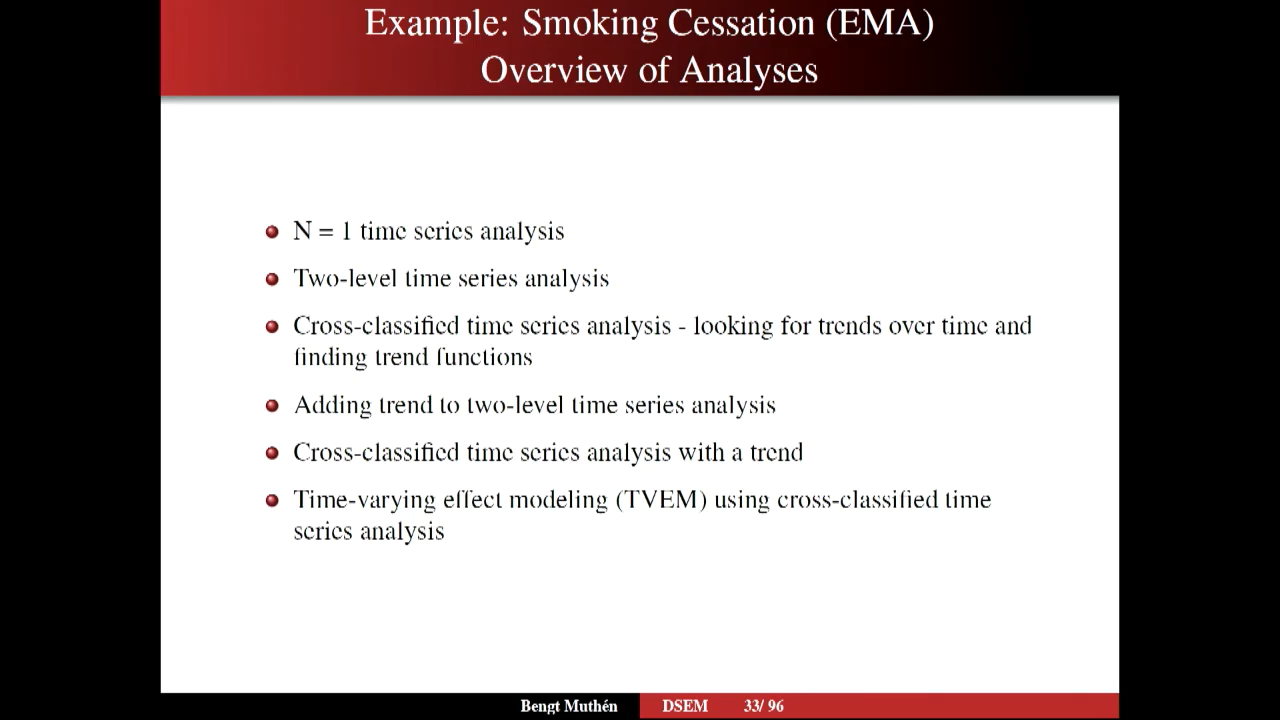 Example: Smoking Cessation (EMA)
Overview of Analyses
N = 1 time series analysis
Two-level time series analysis
Cross-classified time series analysis - looking for trends over time and
finding trend functions
Adding trend to two-level time series analysis
Cross-classified time series analysis with a trend
Time-varying effect modeling (TVEM) using cross-classified time
series analysis
Bengt Muthén DSEM 33/ 96